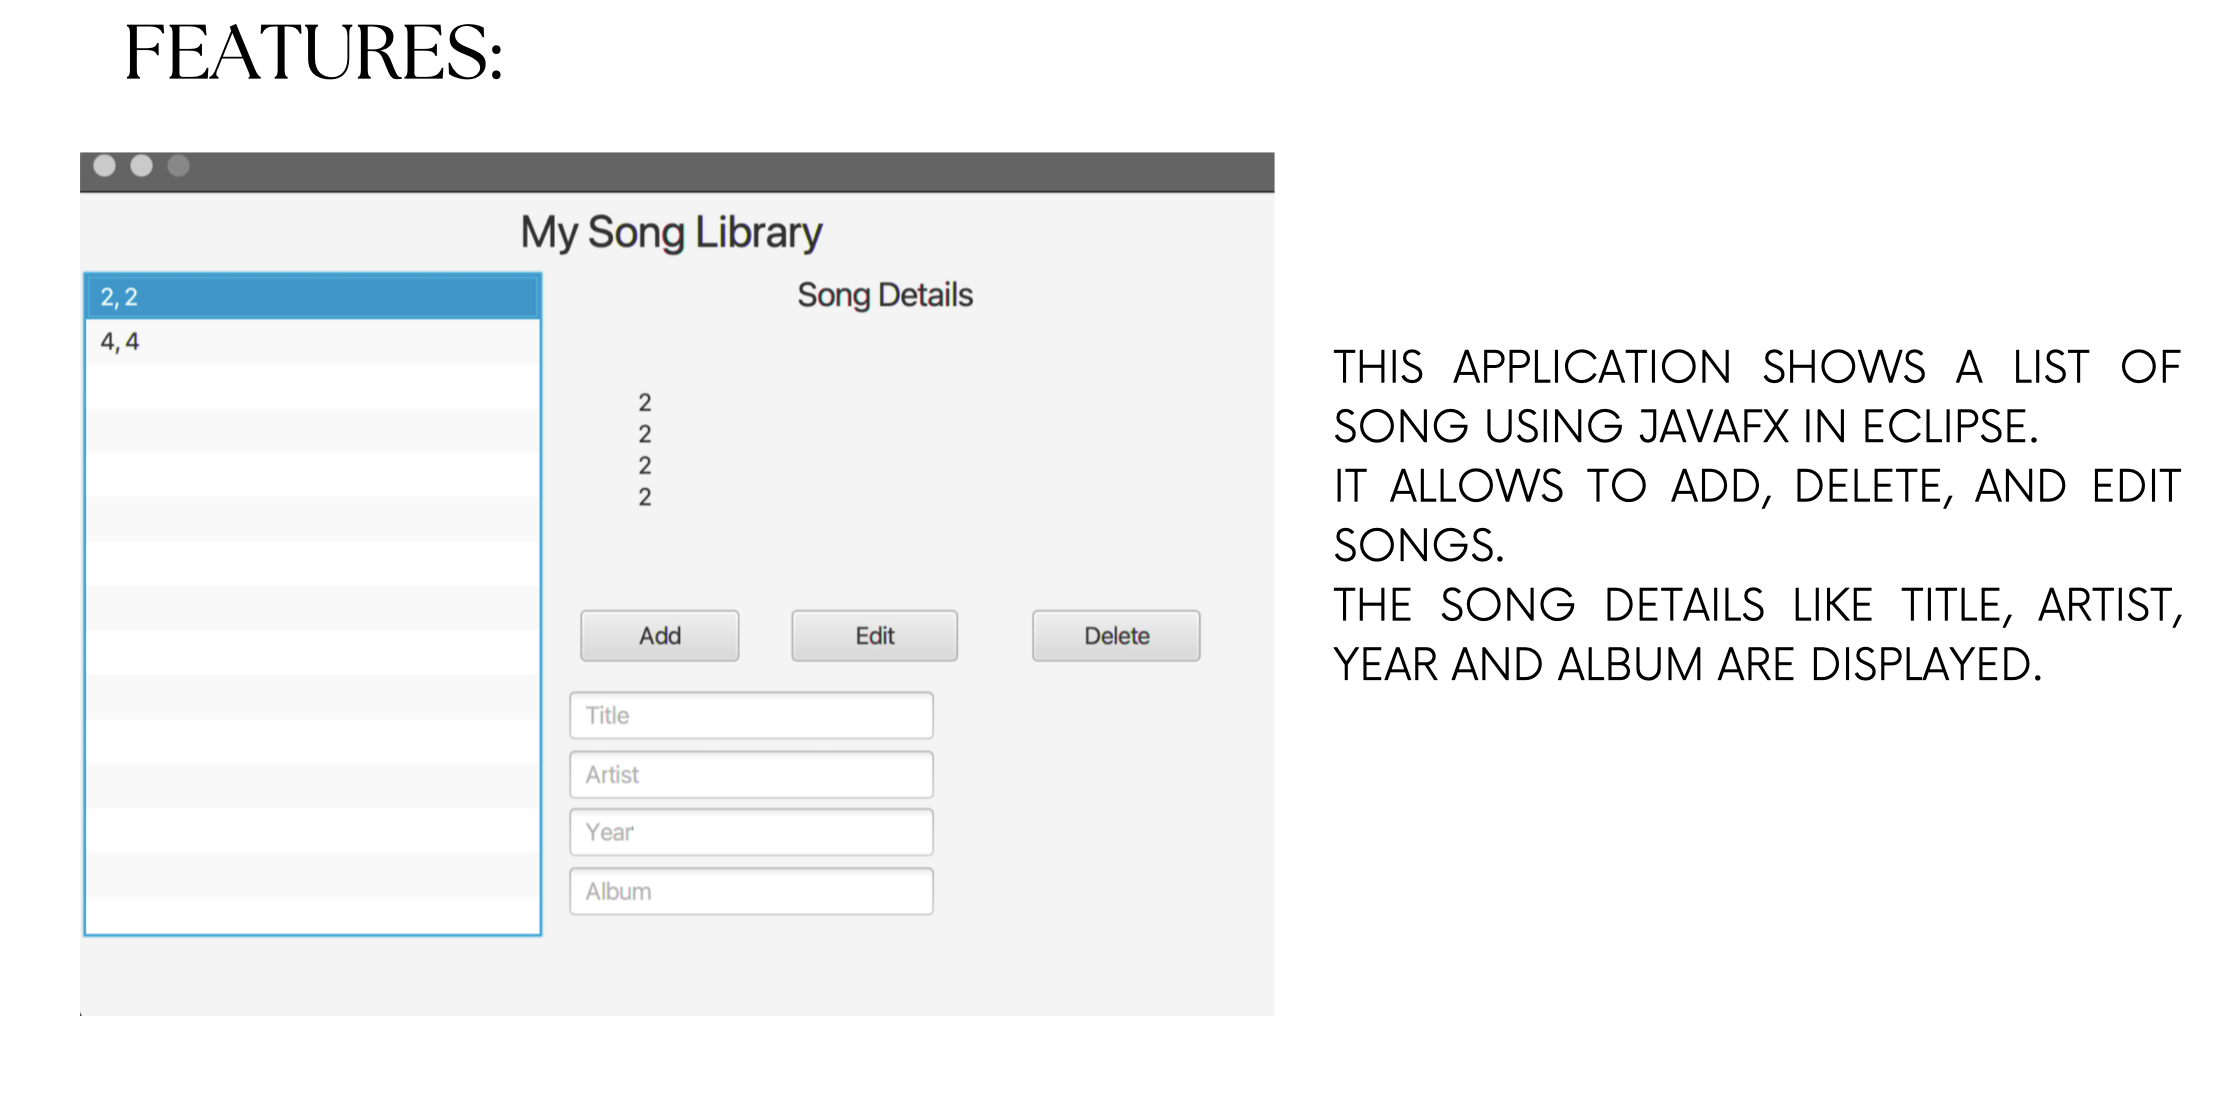 FEATURES:
My Song Library
2, 2
4, 4
Song Details
2
2
2
2
Add Edit Delete
Title
Artist
Year
Album
THIS APPLICATION SHOWS A LIST OF
SONG USING JAVAFX IN ECLIPSE.
IT ALLOWS TO ADD, DELETE, AND EDIT
SONGS.
THE SONG DETAILS LIKE TITLE, ARTIST,
YEAR AND ALBUM ARE DISPLAYED.